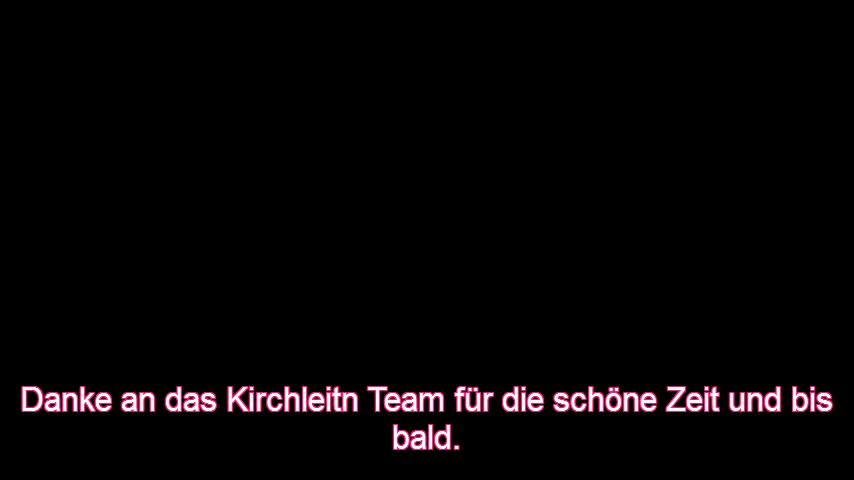 Danke an das Kirchleitn Team für die schöne Zeit und bis
bald.